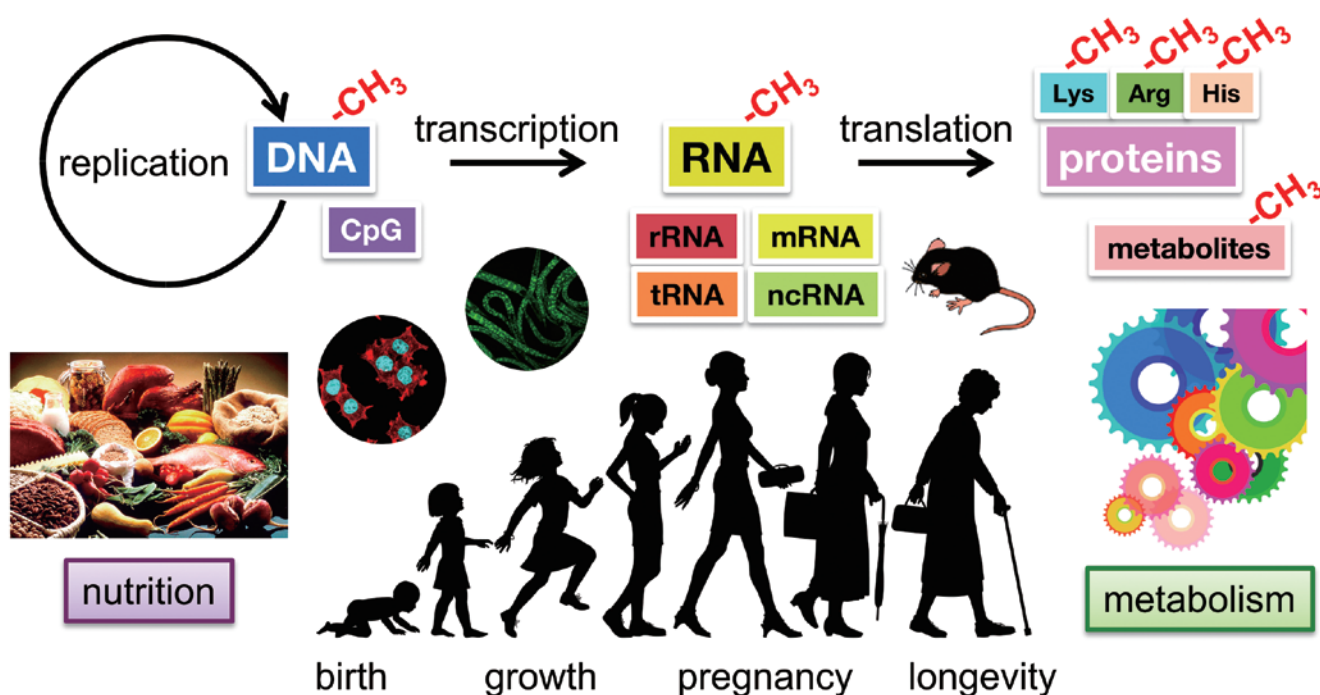 replication
DNA
-CH3
CpG
transcription
RNA
-CH3
rRNA
mRNA
tRNA
ncRNA
translation
-CH3
-CH3
-CH3
Lys
Arg
His
proteins
-CH3
metabolites
nutrition
metabolism
birth
growth
pregnancy
longevity